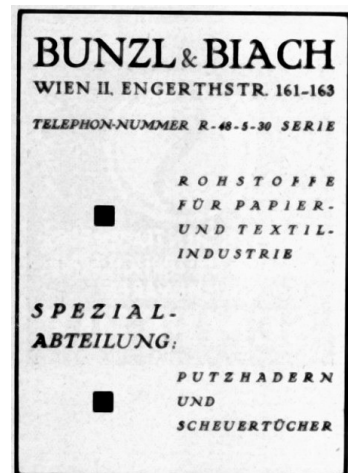 BUNZL & BIACH
WIEN II, ENGERTHSTR. 161-163
TELEPHON-NUMMER R-48-5-30 SERIE
ROHSTOFFE
FÜR PAPIER-
UND TEXTIL-
INDUSTRIE
SPEZIAL-
ABTEILUNG:
PUTZHADERN
UND
SCHEUERTÜCHER